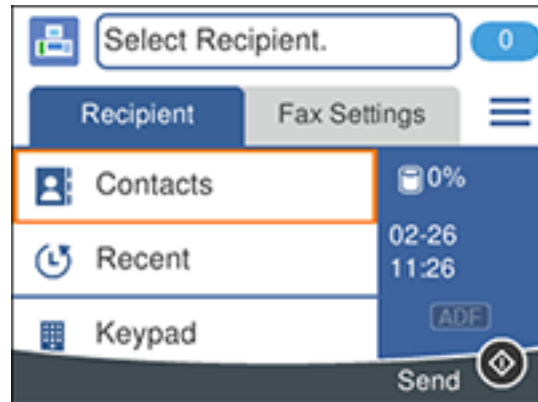 Select Recipient.
0
Recipient
Fax Settings
Contacts
0%
Recent
02-26
11:26
Keypad
ADF
Send